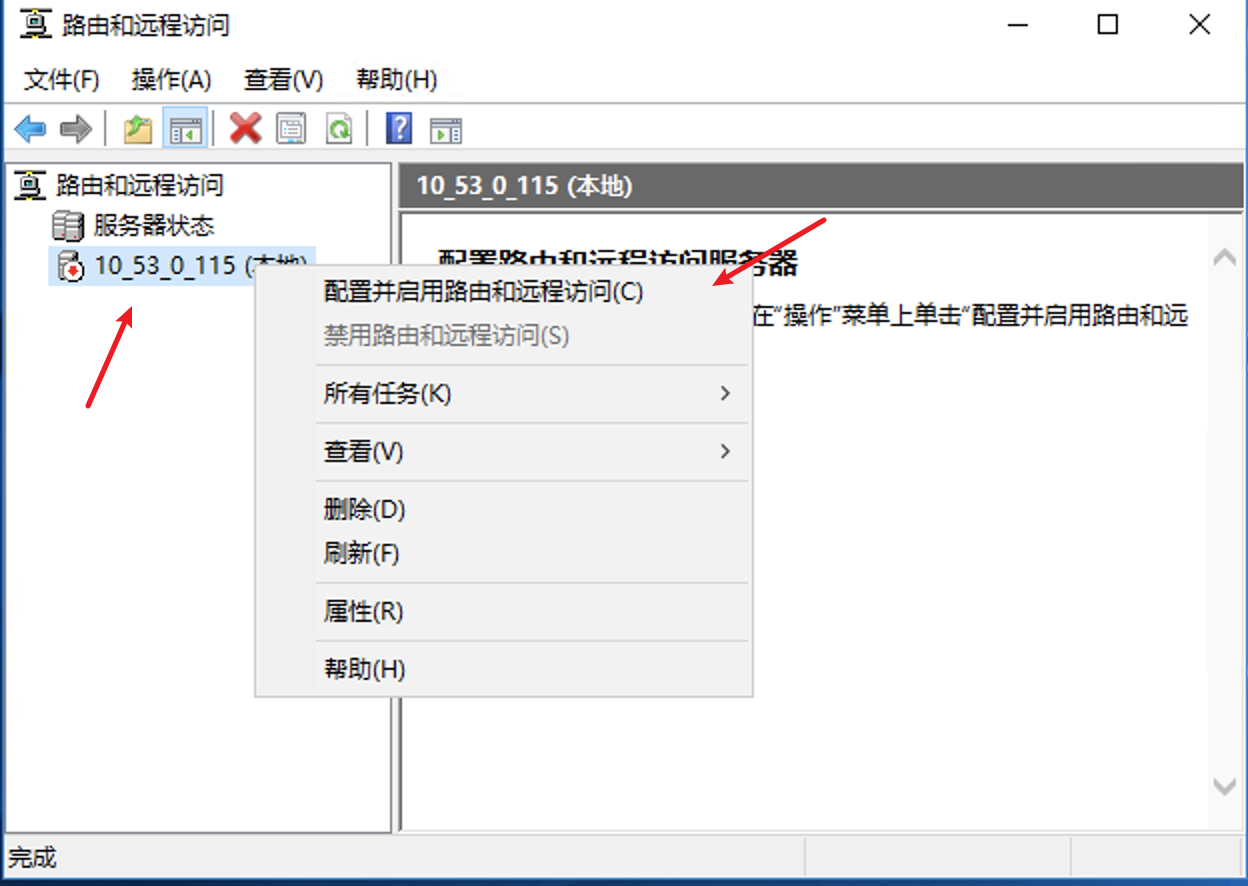 路由和远程访问
文件(F) 操作(A) 查看(V) 帮助(H)
路由和远程访问
服务器状态
10_53_0_115 (本地)
10_53_0_115 (本地)
配置路由和远程访问服务器
在“操作”菜单上单击“配置并启用路由和远
配置并启用路由和远程访问(C)
禁用路由和远程访问(S)
所有任务(K)
查看(V)
删除(D)
刷新(F)
属性(R)
帮助(H)
完成